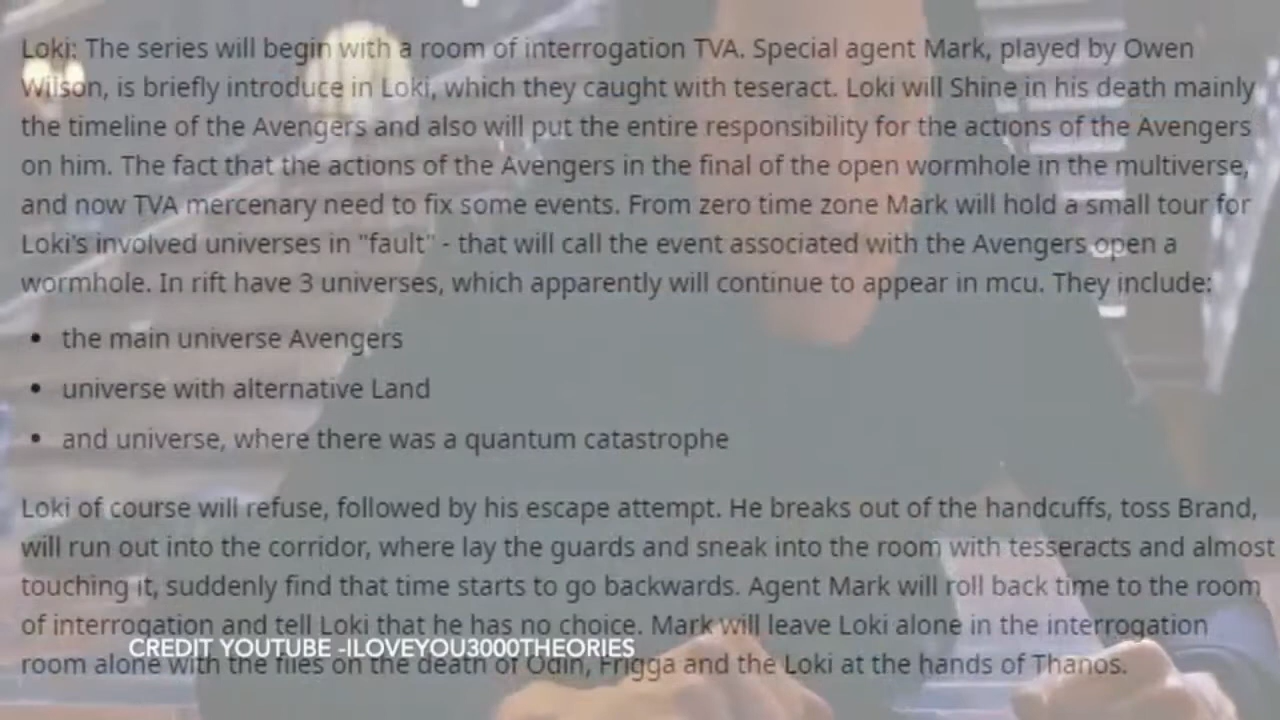 Loki: The series will begin with a room of interrogation TVA. Special agent Mark, played by Owen
Wilson, is briefly introduce in Loki, which they caught with teseract. Loki will Shine in his death mainly
the timeline of the Avengers and also will put the entire responsibility for the actions of the Avengers
on him. The fact that the actions of the Avengers in the final of the open wormhole in the multiverse,
and now TVA mercenary need to fix some events. From zero time zone Mark will hold a small tour for
Loki's involved universes in "fault" - that will call the event associated with the Avengers open a
wormhole. In rift have 3 universes, which apparently will continue to appear in mcu. They include:
• the main universe Avengers
• universe with alternative Land
• and universe, where there was a quantum catastrophe
Loki of course will refuse, followed by his escape attempt. He breaks out of the handcuffs, toss Brand,
will run out into the corridor, where lay the guards and sneak into the room with tesseracts and almost
touching it, suddenly find that time starts to go backwards. Agent Mark will roll back time to the room
of interrogation and tell Loki that he has no choice. Mark will leave Loki alone in the interrogation
CREDIT YOUTUBE -ILOVEYOU3000THEORIES
room alone with the files on the death of Odin, Frigga and the Loki at the hands of Thanos.